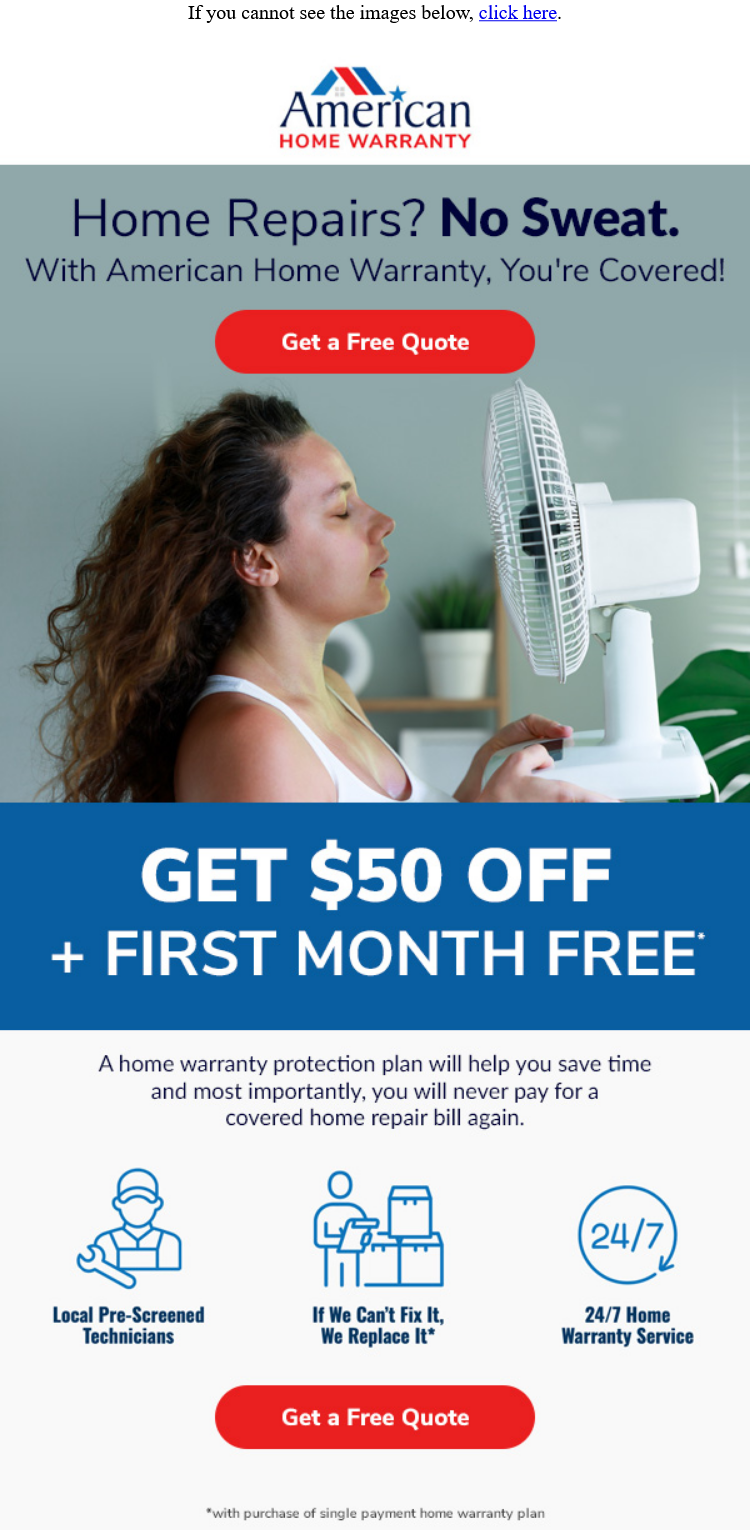 If you cannot see the images below, click here.
American
HOME WARRANTY
Home Repairs? No Sweat.
With American Home Warranty, You're Covered!
Get a Free Quote
GET $50 OFF
+ FIRST MONTH FREE*
A home warranty protection plan will help you save time
and most importantly, you will never pay for a
covered home repair bill again.
24/7
Local Pre-Screened
Technicians
If We Can't Fix It,
We Replace It*
24/7 Home
Warranty Service
Get a Free Quote
*with purchase of single payment home warranty plan